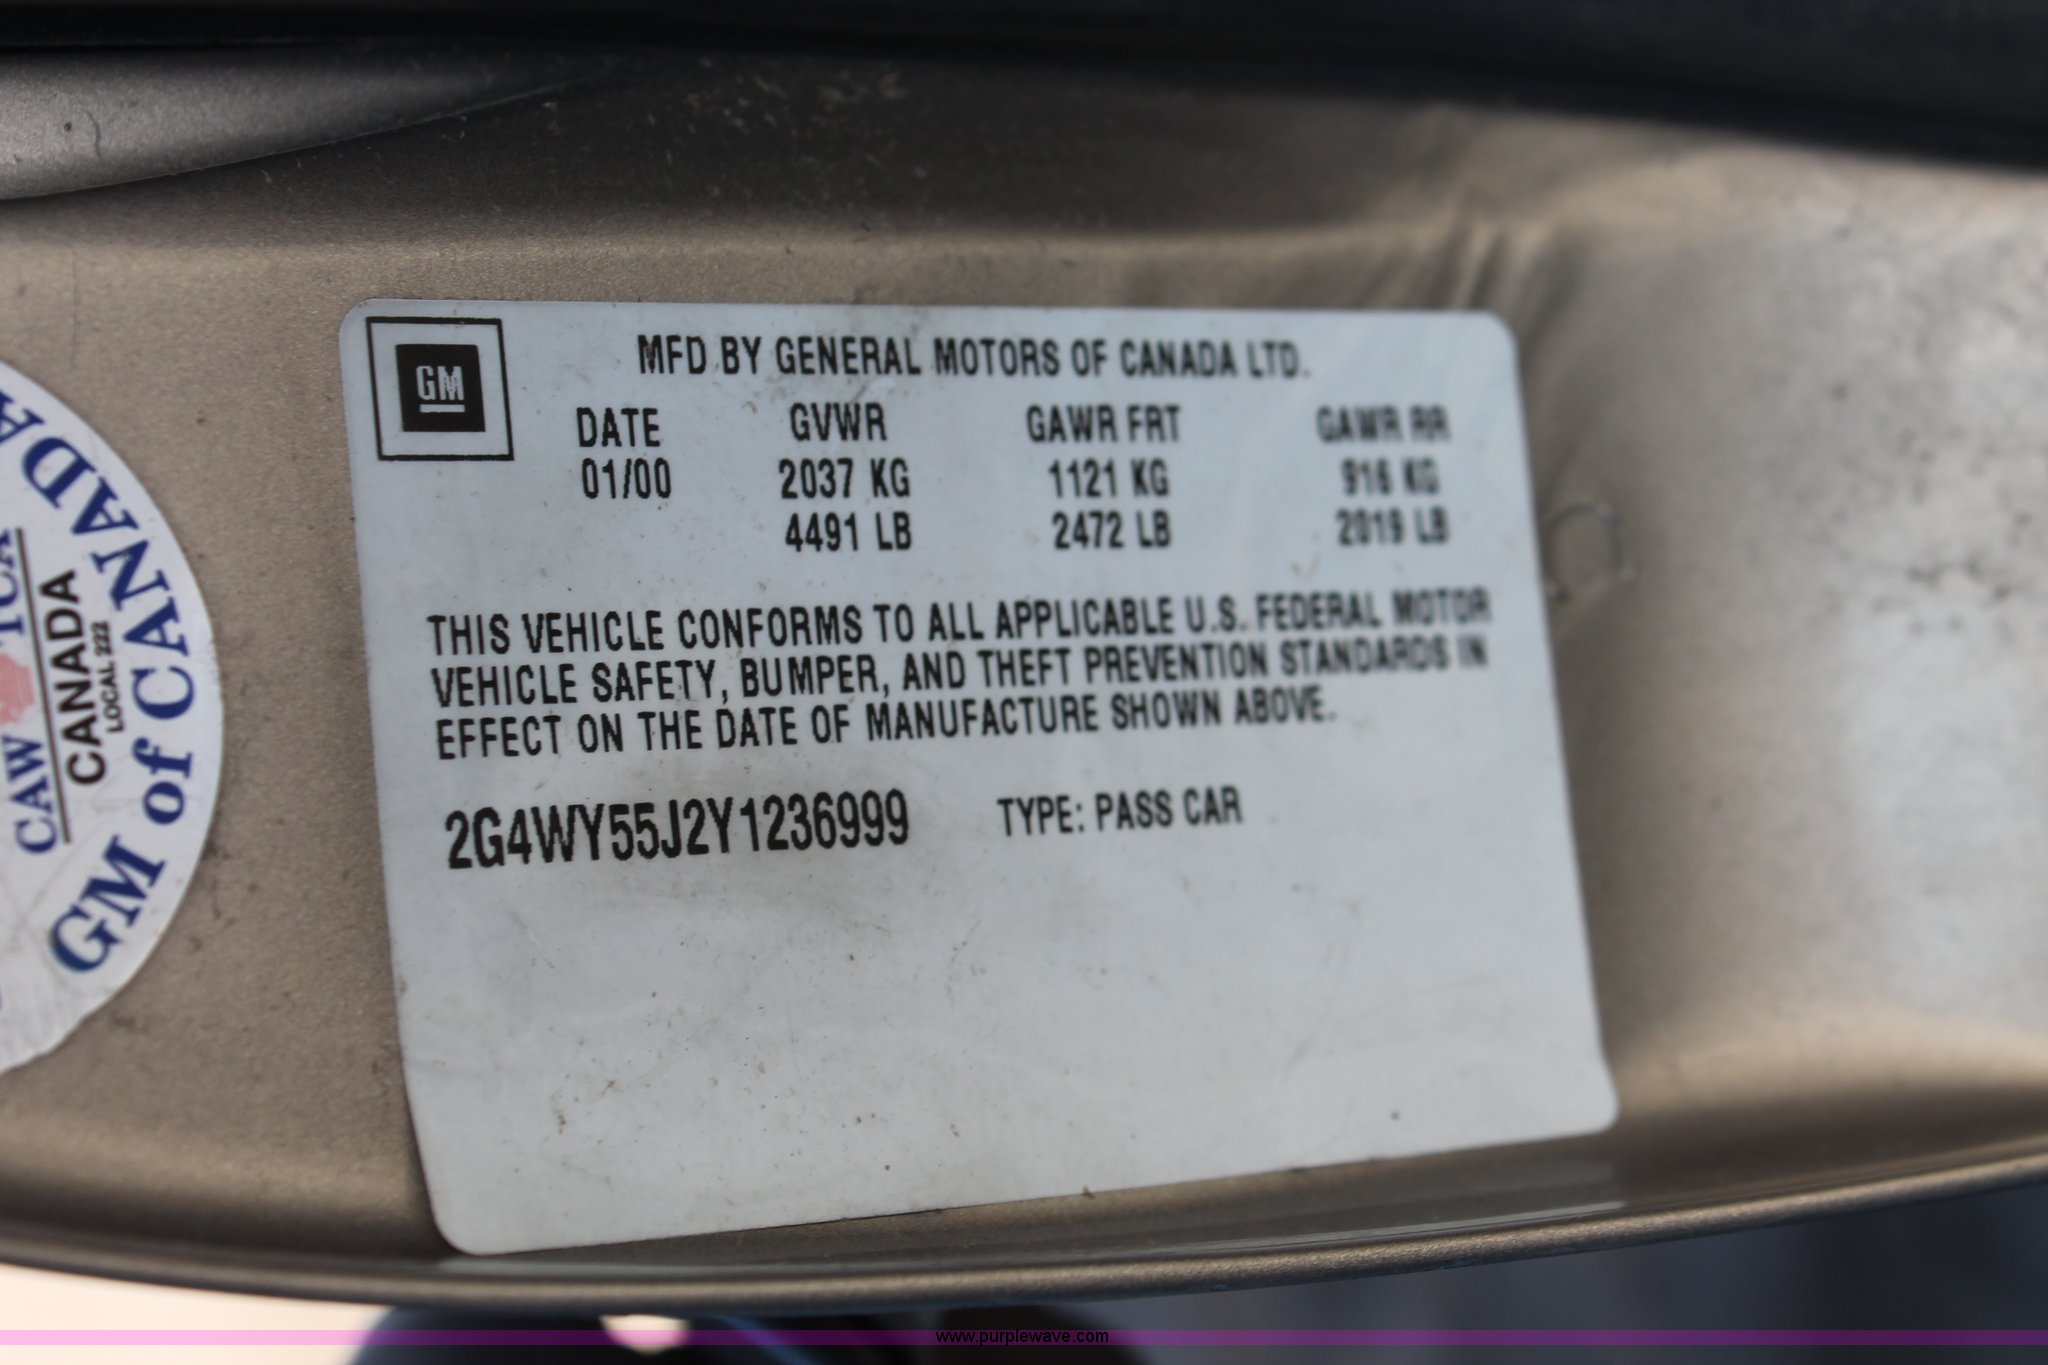 GM
MFD BY GENERAL MOTORS OF CANADA LTD.
DATE GVWR GAWR FRT GAWR RR
01/00 2037 KG 1121 KG 916 KG
4491 LB 2472 LB 2019 LB
THIS VEHICLE CONFORMS TO ALL APPLICABLE U.S. FEDERAL MOTOR
VEHICLE SAFETY, BUMPER, AND THEFT PREVENTION STANDARDS IN
EFFECT ON THE DATE OF MANUFACTURE SHOWN ABOVE.
2G4WY55J2Y1236999 TYPE: PASS CAR
GM of CANADA
CAW TCA
CANADA
LOCAL 222
www.purplewave.com